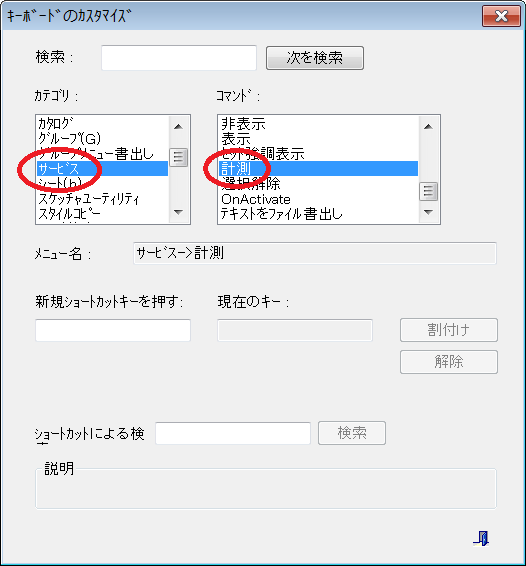 ｷｰﾎﾞｰﾄﾞのｶｽﾀﾏｲｽﾞ
検索：
次を検索
ｶﾃｺﾞﾘ：
ｺﾏﾝﾄﾞ：
ｶﾀﾛｸﾞ
ｸﾞﾙｰﾌﾟ(G)
ｸﾞﾙｰﾌﾟﾒﾆｭｰ書出し
ｻｰﾋﾞｽ
ｼｰﾄ(h)
ｽｹｯﾁｬﾕｰﾃｨﾘﾃｨ
ｽﾀｲﾙｺﾋﾟｰ
非表示
表示
ﾋｯﾄ強調表示
計測
選択解除
OnActivate
ﾃｷｽﾄをﾌｧｲﾙ書出し
ﾒﾆｭｰ名：
ｻｰﾋﾞｽ->計測
新規ｼｮｰﾄｶｯﾄｷｰを押す：
現在のｷｰ：
割付け
解除
ｼｮｰﾄｶｯﾄによる検
検索
説明